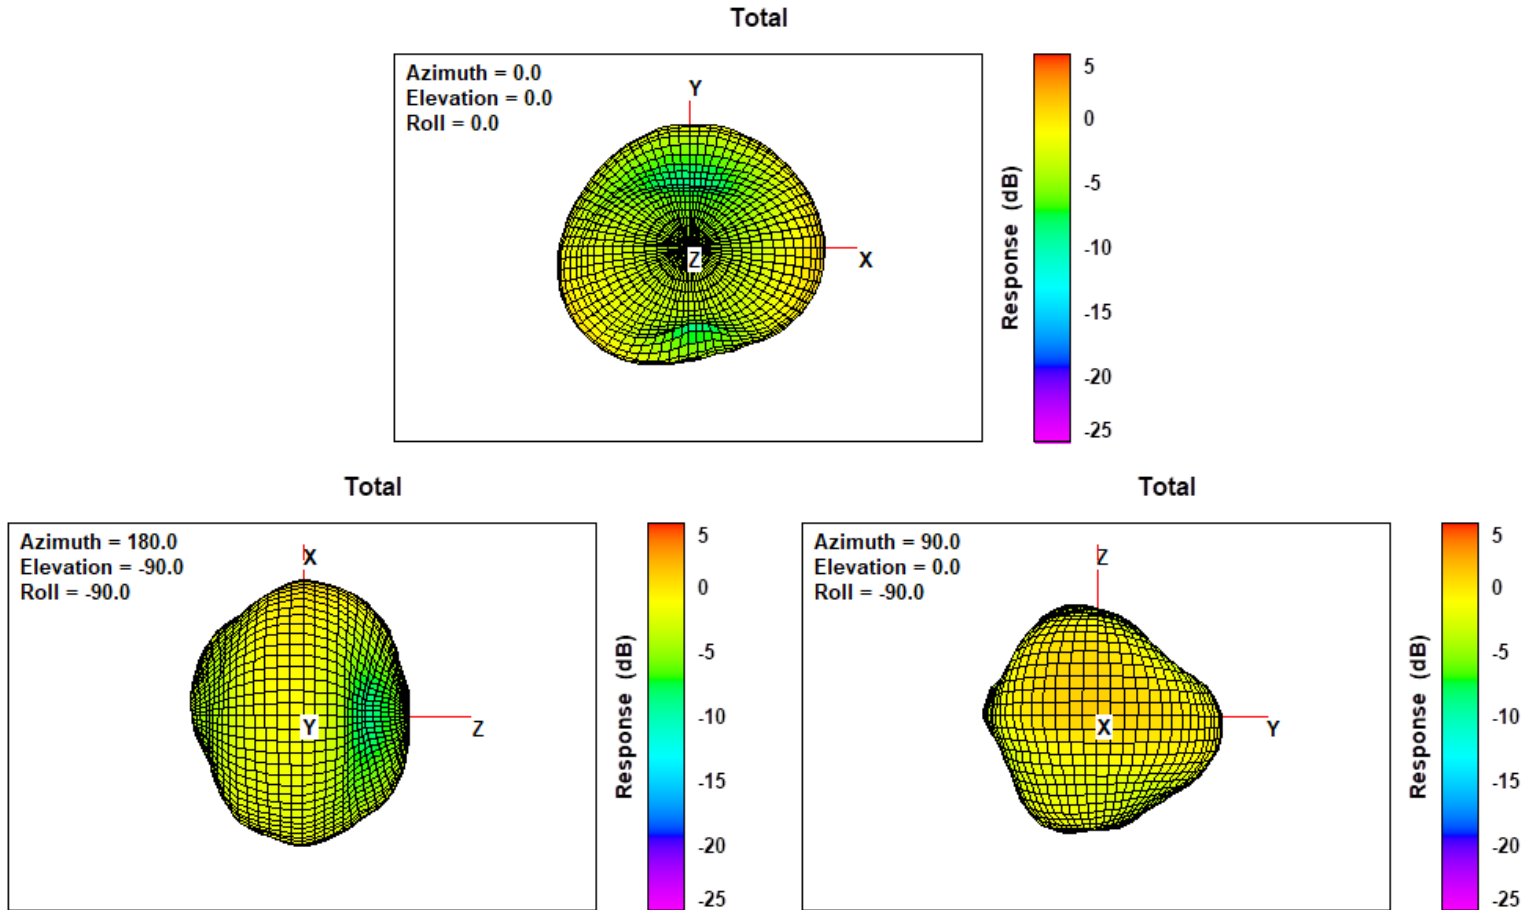 Total
Azimuth = 0.0
Elevation = 0.0
Roll = 0.0
Y
X
Z
5
0
-5
-10
-15
-20
-25
Response (dB)
Total
Azimuth = 180.0
Elevation = -90.0
Roll = -90.0
X
Y
Z
5
0
-5
-10
-15
-20
-25
Response (dB)
Total
Azimuth = 90.0
Elevation = 0.0
Roll = -90.0
Z
X
Y
5
0
-5
-10
-15
-20
-25
Response (dB)